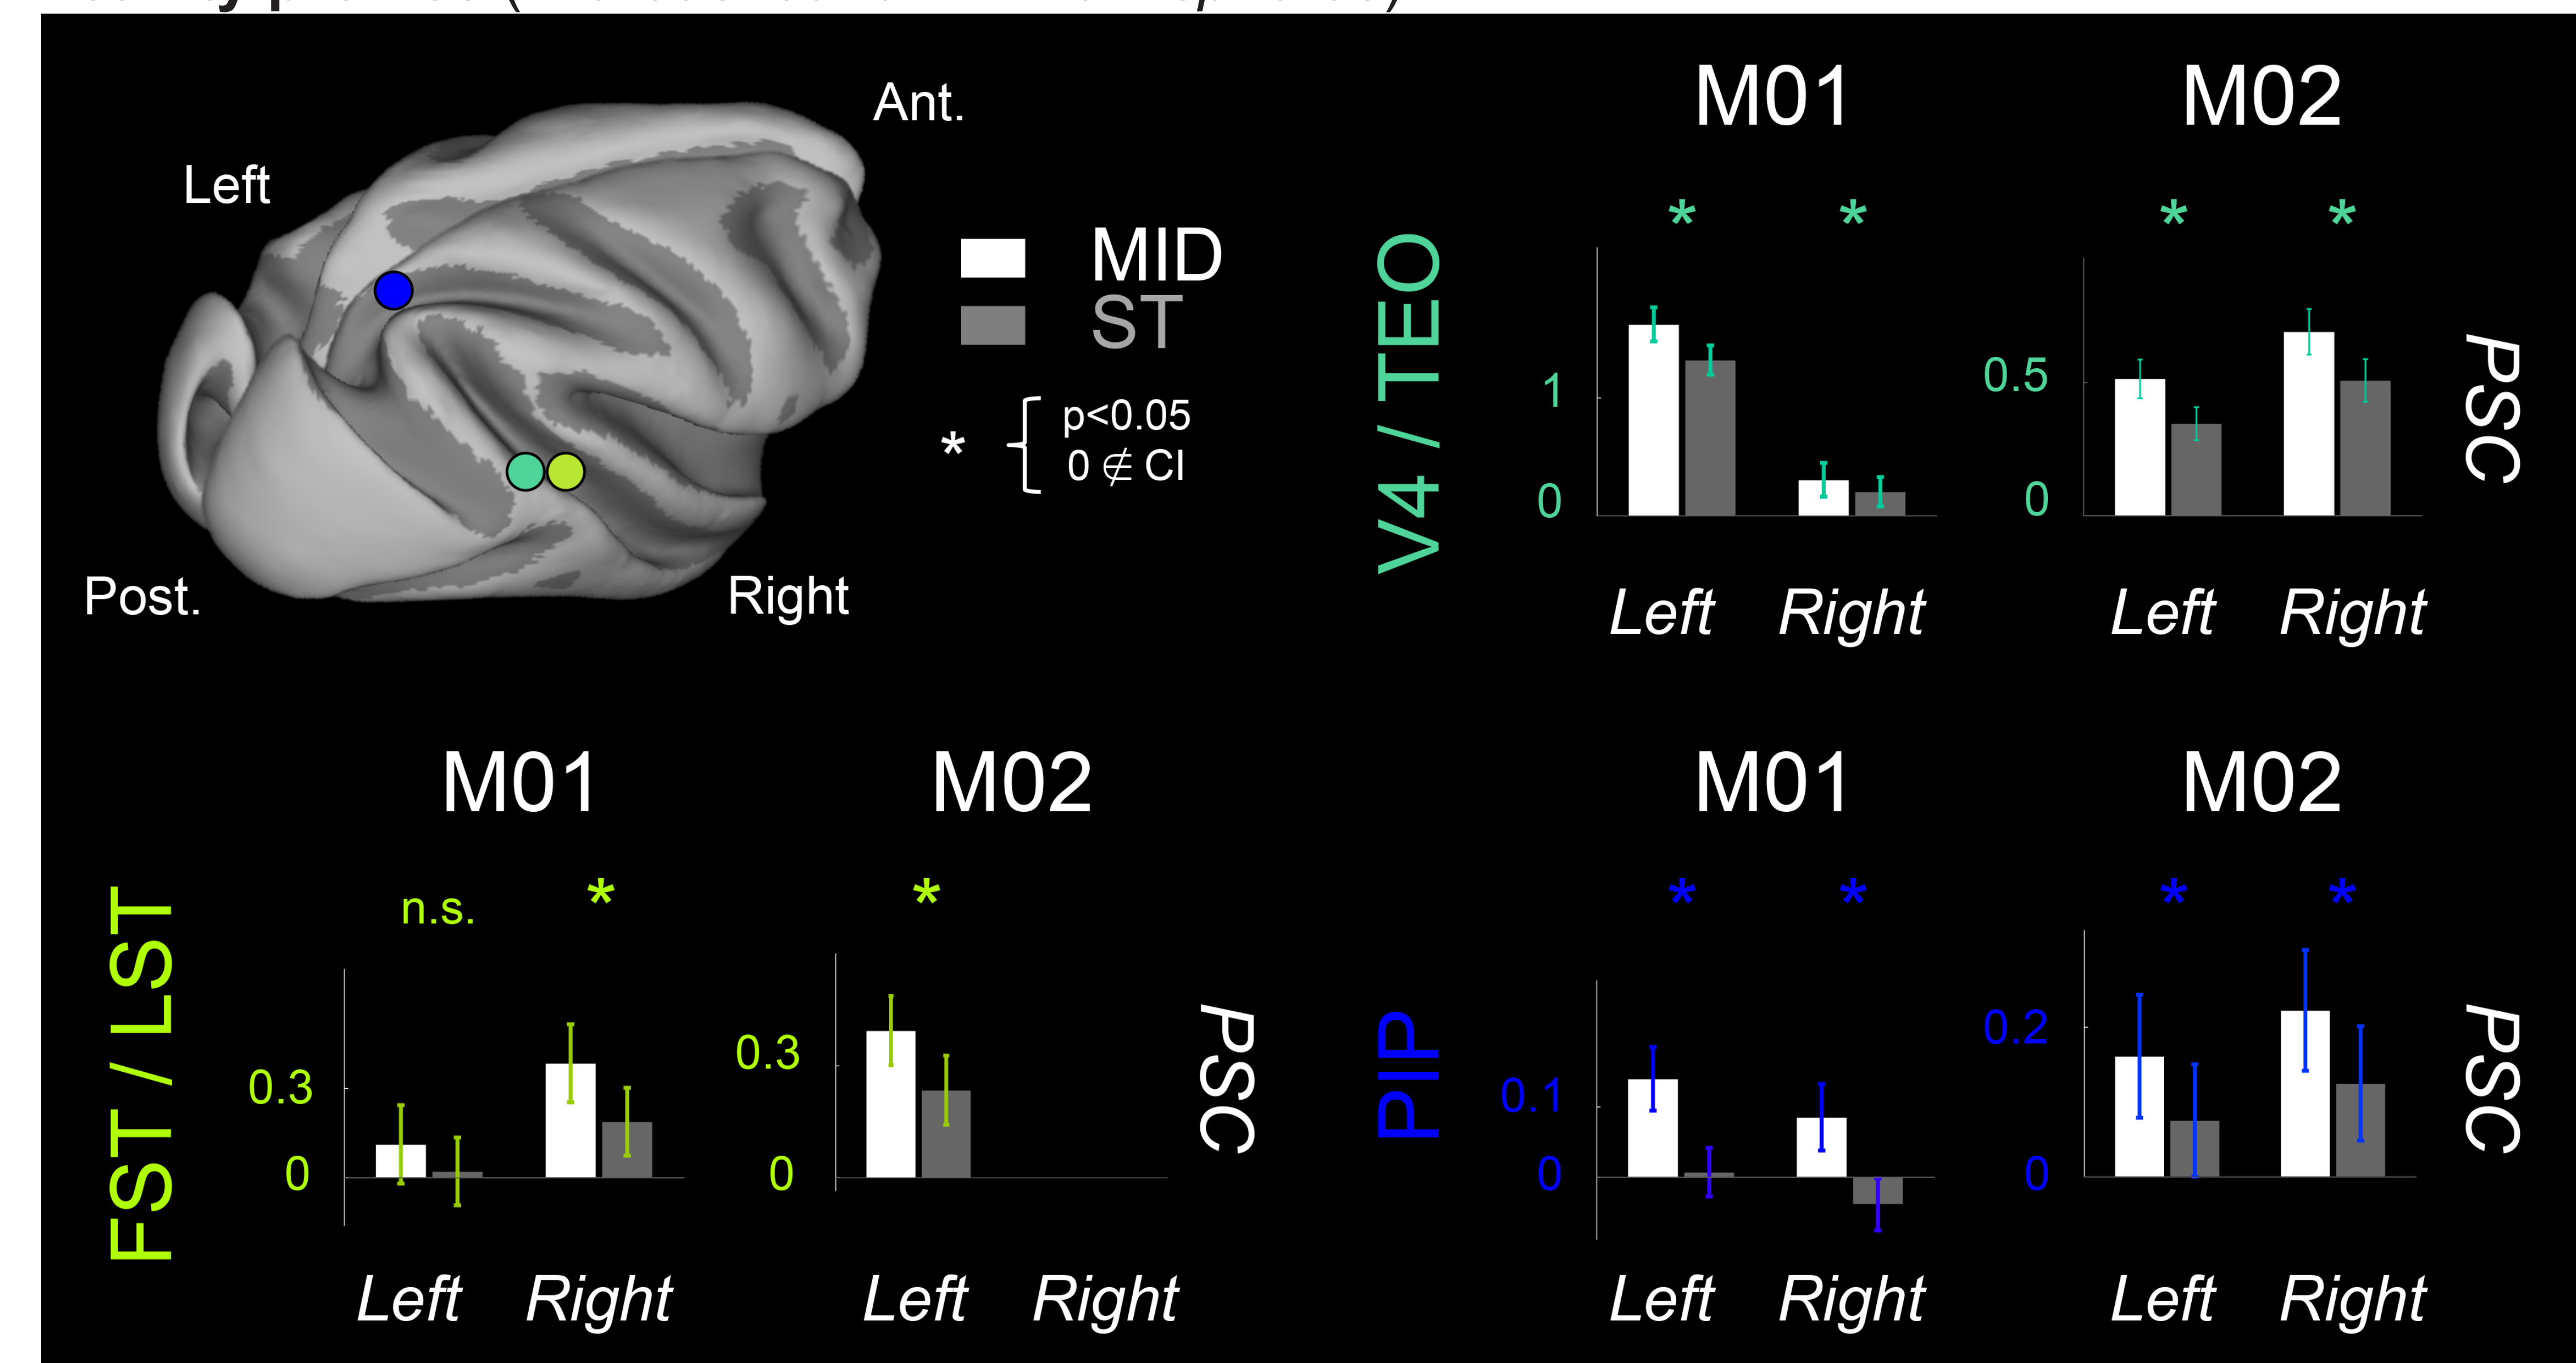 Ant.
Left
Post.
Right
MID
ST
*
p<0.05
0 ∉ CI
V4 / TEO
M01
M02
* *
* *
1
0
0.5
0
PSC
Left Right
Left Right
FST / LST
M01
M02
n.s. *
*
0.3
0
0.3
0
PSC
Left Right
Left Right
PIP
M01
M02
* *
* *
0.1
0
0.2
0
PSC
Left Right
Left Right